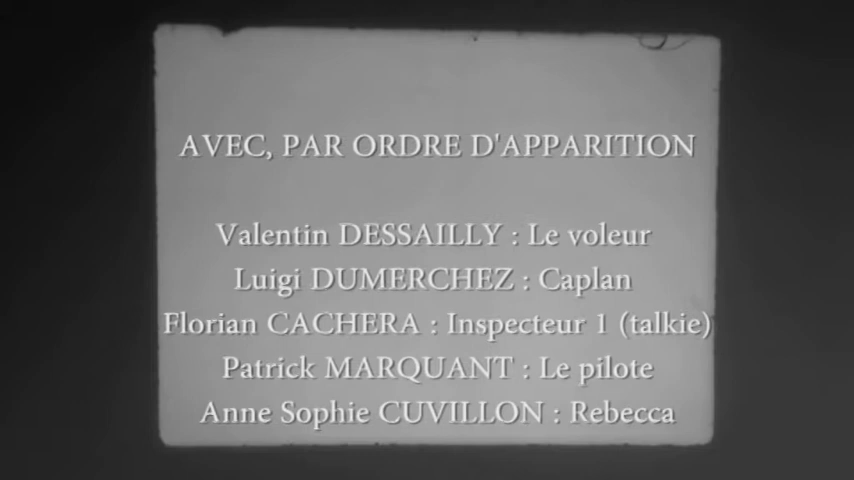 AVEC, PAR ORDRE D'APPARITION
Valentin DESSAILLY : Le voleur
Luigi DUMERCHEZ : Caplan
Florian CACHERA : Inspecteur 1 (talkie)
Patrick MARQUANT : Le pilote
Anne Sophie CUVILLON : Rebecca